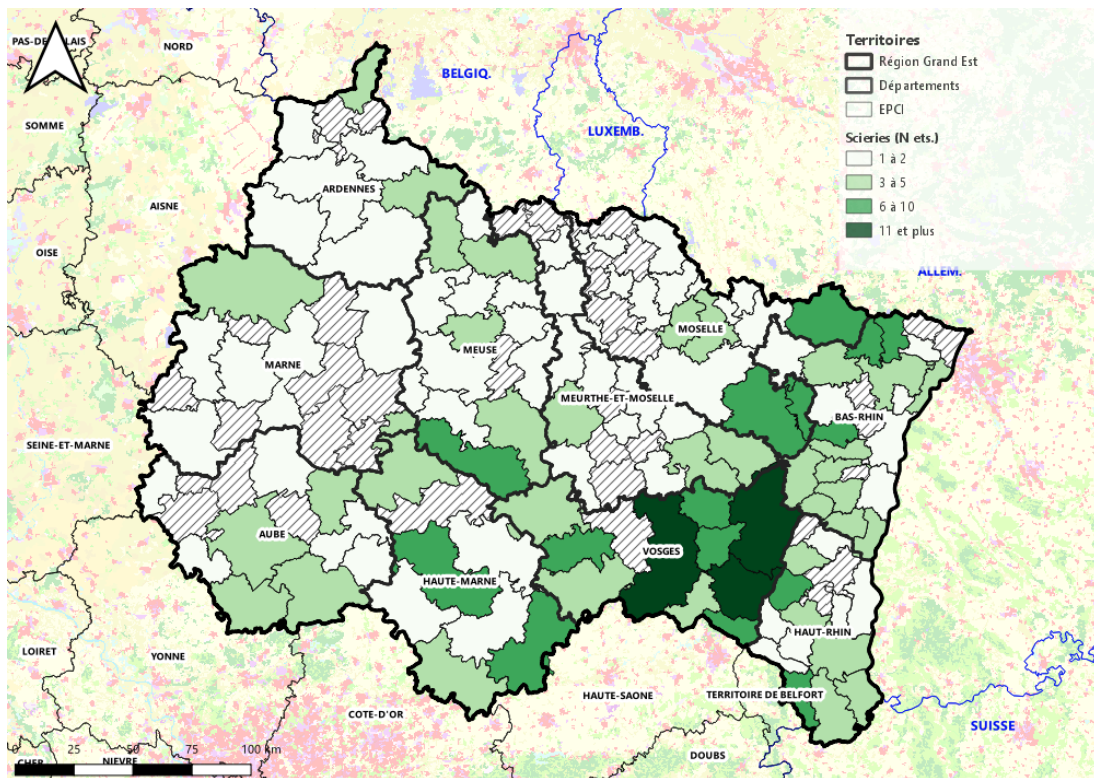 PAS-DE-CALAIS
NORD
BELGIQ.
LUXEMB.
SOMME
AISNE
ARDENNES
OISE
ALLEM.
MOSELLE
MEUSE
MARNE
MEURTHE-ET-MOSELLE
BAS-RHIN
SEINE-ET-MARNE
AUBE
VOSGES
HAUTE-MARNE
HAUT-RHIN
LOIRET
YONNE
HAUTE-SAONE
TERRITOIRE DE BELFORT
COTE-D'OR
SUISSE
DOUBS
CHER
NIEVRE
0 25 50 75 100 km
Territoires
Région Grand Est
Départements
EPCI
Scieries (N ets.)
1 à 2
3 à 5
6 à 10
11 et plus